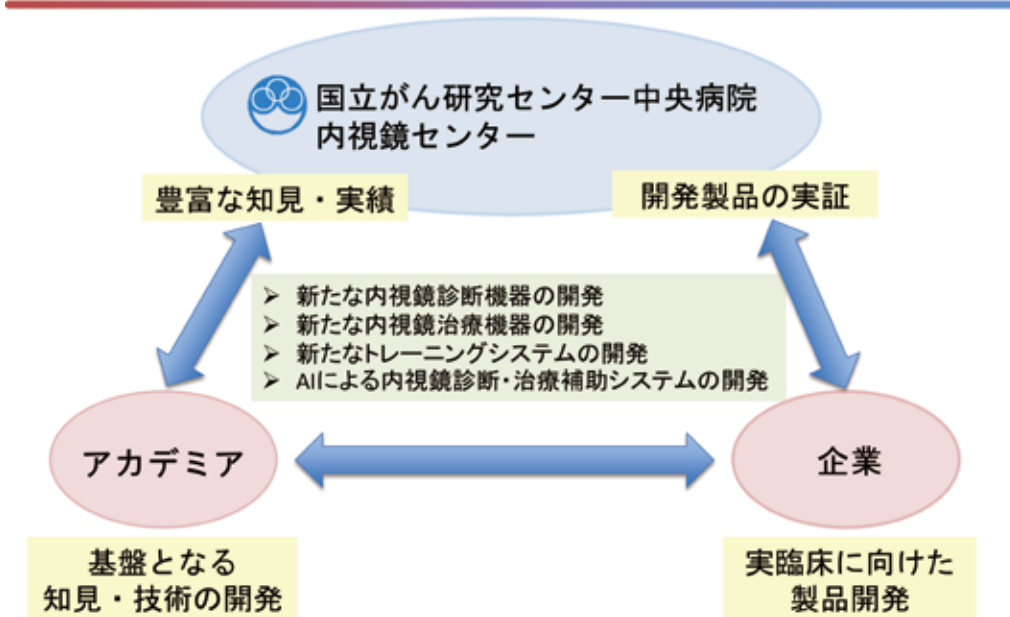 国立がん研究センター中央病院
内視鏡センター
豊富な知見・実績
開発製品の実証
➢ 新たな内視鏡診断機器の開発
➢ 新たな内視鏡治療機器の開発
➢ 新たなトレーニングシステムの開発
➢ AIによる内視鏡診断・治療補助システムの開発
アカデミア
企業
基盤となる
知見・技術の開発
実臨床に向けた
製品開発